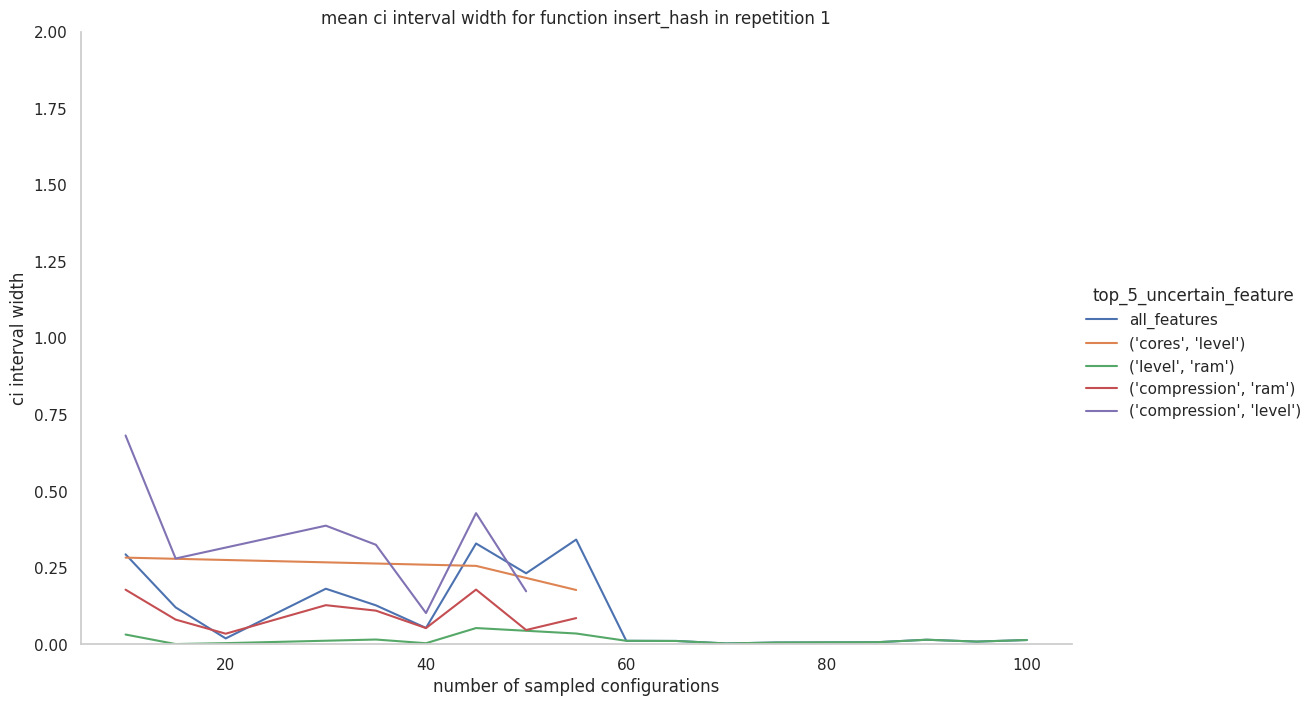 mean ci interval width for function insert_hash in repetition 1
2.00
1.75
1.50
1.25
1.00
0.75
0.50
0.25
0.00
ci interval width
20
40
60
80
100
number of sampled configurations
top_5_uncertain_feature
all_features
('cores', 'level')
('level', 'ram')
('compression', 'ram')
('compression', 'level')